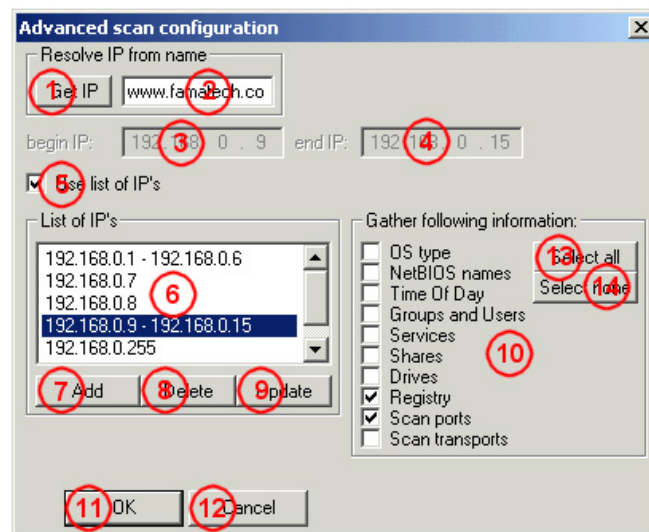 Advanced scan configuration
Resolve IP from name
1 Get IP 2 www.famatech.co
begin IP: 3 192.168. 0 . 9 end IP: 4 192.168. 0 . 15
5 Use list of IP's
List of IP's
192.168.0.1 - 192.168.0.6
192.168.0.7
192.168.0.8
192.168.0.9 - 192.168.0.15
192.168.0.255
6
7 Add 8 Delete 9 Update
Gather following information:
OS type
NetBIOS names
Time Of Day
Groups and Users
Services
Shares
Drives
Registry
Scan ports
Scan transports
10
13 Select all
14 Select none
11 OK 12 Cancel